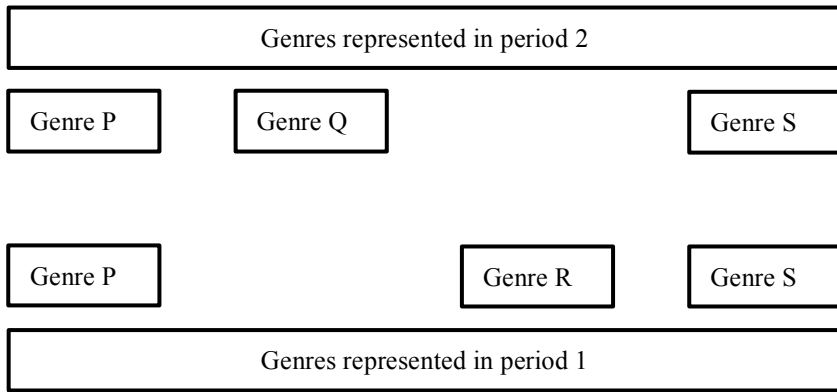 Genres represented in period 2
Genre P
Genre Q
Genre S
Genre P
Genre R
Genre S
Genres represented in period 1